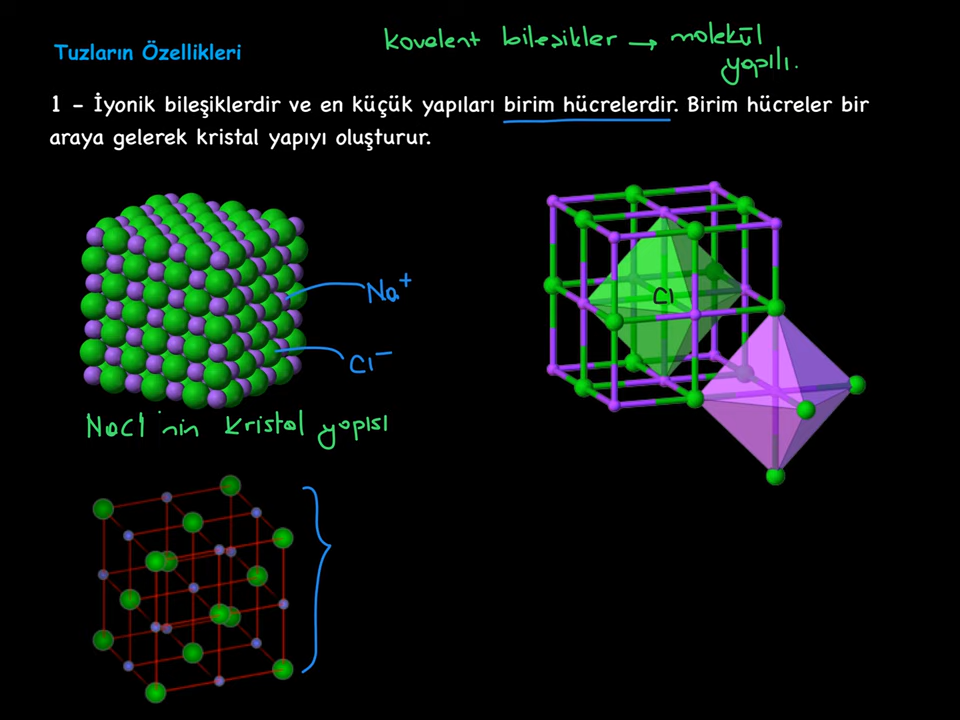 kovalent bileşikler → molekül
yapılı.
Tuzların Özellikleri
1 - İyonik bileşiklerdir ve en küçük yapıları birim hücrelerdir. Birim hücreler bir
araya gelerek kristal yapıyı oluşturur.
Na⁺
Cl⁻
Cl
NaCl'nin kristal yapısı